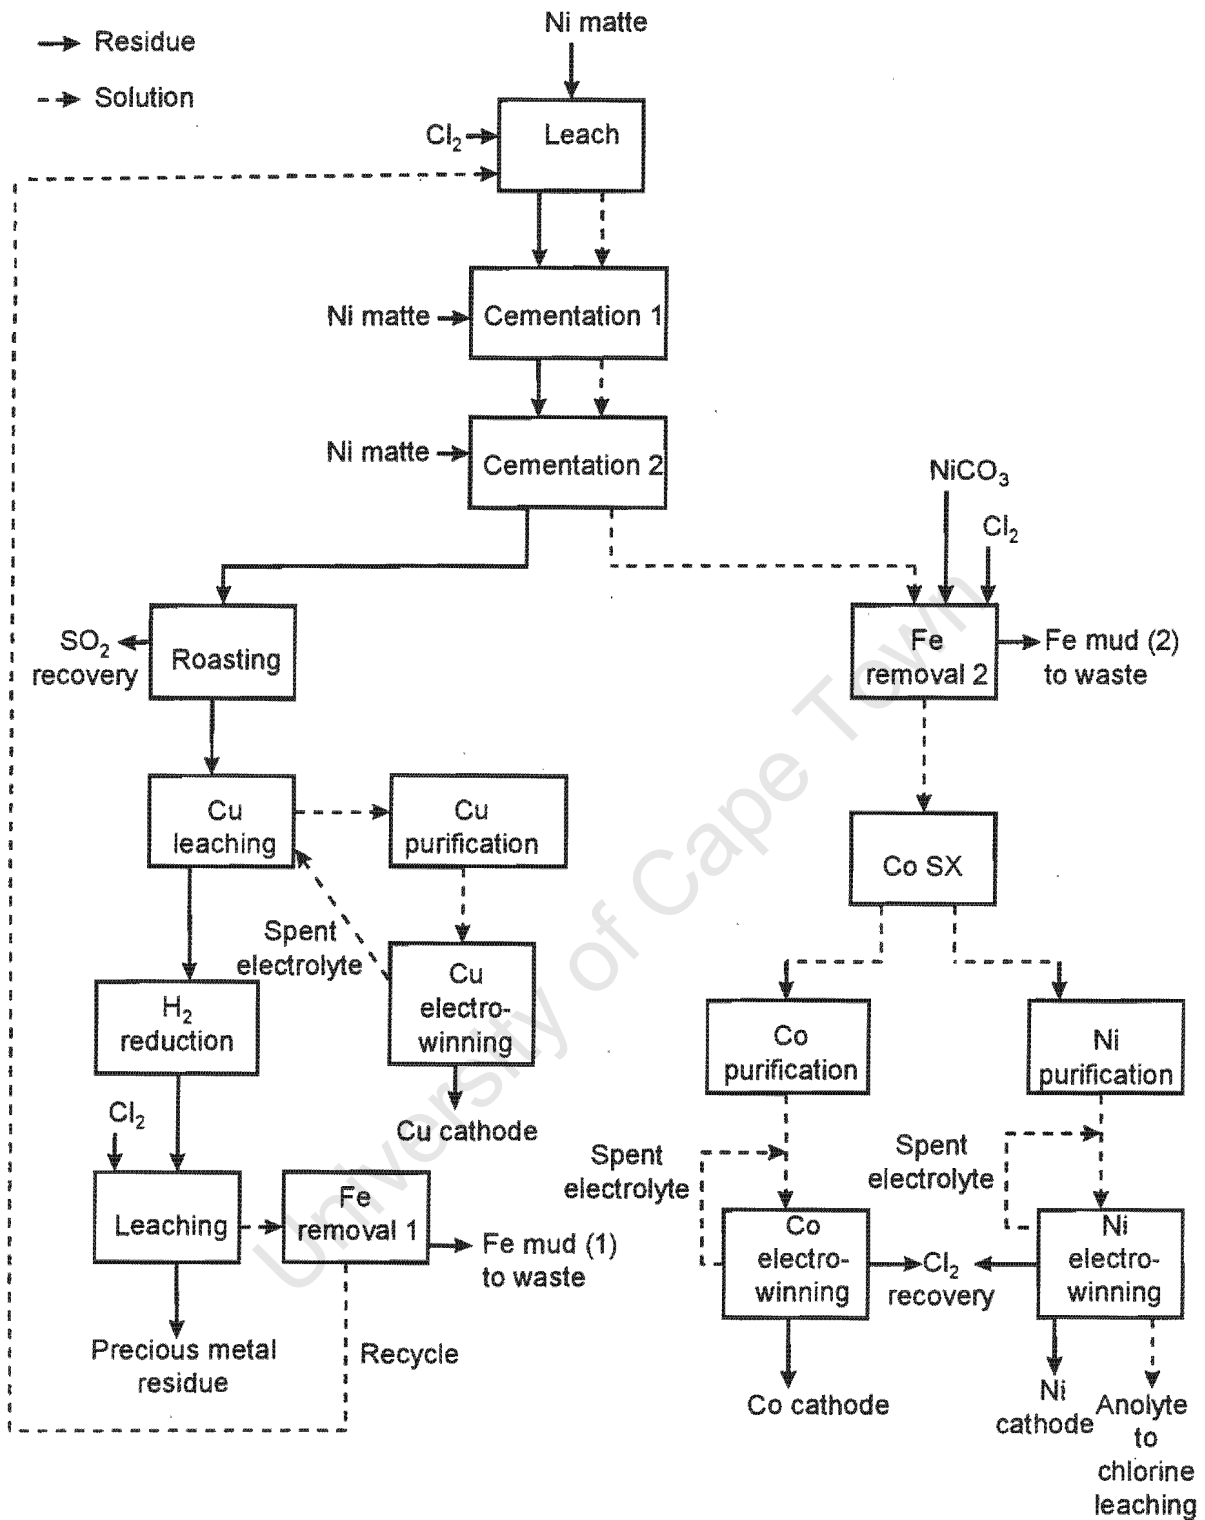 Ni matte
Residue
Solution
Cl₂
Leach
Ni matte
Cementation 1
Ni matte
Cementation 2
NiCO₃
Cl₂
SO₂
recovery
Roasting
Fe
removal 2
Fe mud (2)
to waste
Cu
leaching
Cu
purification
Co SX
Spent
electrolyte
Cu
electro-
winning
H₂
reduction
Co
purification
Ni
purification
Cl₂
Cu cathode
Spent
electrolyte
Spent
electrolyte
Leaching
Fe
removal 1
Fe mud (1)
to waste
Co
electro-
winning
Cl₂
recovery
Ni
electro-
winning
Precious metal
residue
Recycle
Co cathode
Ni
cathode
Anolyte
to
chlorine
leaching
University of Cape Town